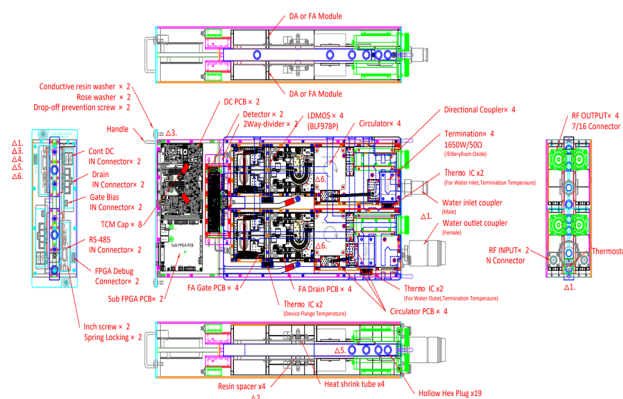 DA or FA Module
DA or FA Module
Conductive resin washer× 2
Rose washer× 2
Drop-off prevention screw× 2
Handle
△3.
DC PCB× 2
Detector× 2
2Way-divider× 2
LDMOS× 4
(BLF978P)
Circulator× 4
Directional Coupler× 4
Termination× 4
1650W/50Ω
(※Beryllium Oxide)
Thermo IC x2
(For Water Inlet,Termination Temperaure)
Water inlet coupler
(Male)
△1.
Water outlet coupler
(Female)
RF OUTPUT× 4
7/16 Connector
△1.
△3.
△4.
△5.
△6.
Cont DC
IN Connector× 2
Drain
IN Connector× 2
Gate Bias
IN Connector× 2
TCM Cap× 8
RS-485
IN Connector× 2
FPGA Debug
Connector× 2
Sub FPGA PCB
Sub FPGA PCB× 2
△6.
△6.
RF INPUT× 2
N Connector
Thermosta
△1.
FA Gate PCB× 4
FA Drain PCB× 4
Thermo IC x2
(Device Flange Temperature)
Thermo IC x2
(For Water Outlet,Termination Temperaure)
Circulator PCB× 4
Inch screw× 2
Spring Locking× 2
△5.
Resin spacer x4
Heat shrink tube x4
Hollow Hex Plug x19